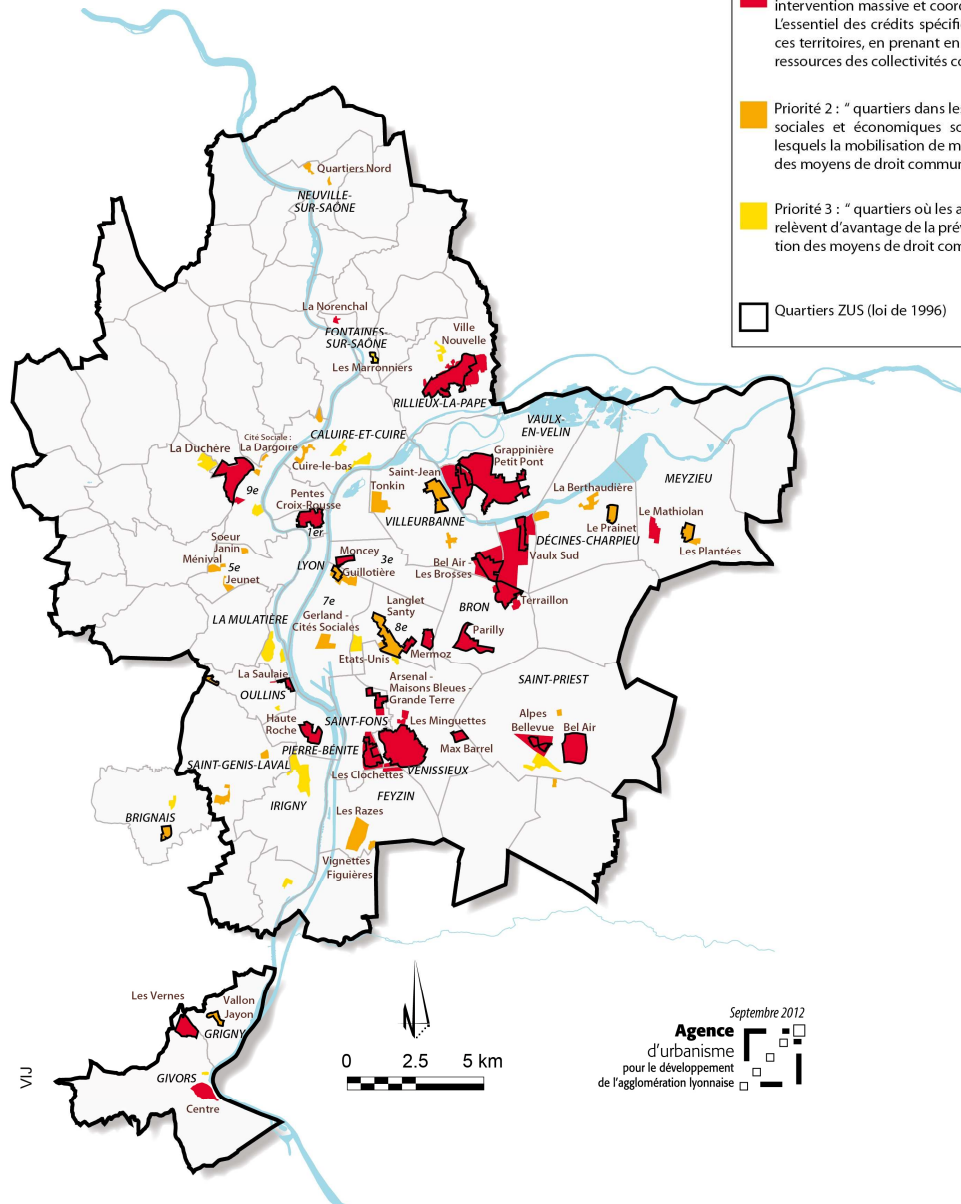 intervention massive et coord
L'essentiel des crédits spécifi
ces territoires, en prenant en
ressources des collectivités co
Priorité 2 : " quartiers dans les
sociales et économiques so
lesquels la mobilisation de m
des moyens de droit commun
Priorité 3 : " quartiers où les a
relèvent d'avantage de la prév
tion des moyens de droit com
Quartiers ZUS (loi de 1996)
Quartiers Nord
NEUVILLE-
SUR-SAÔNE
La Norenchal
FONTAINES-
SUR-SAÔNE
Les Marronniers
Ville
Nouvelle
RILLIEUX-LA-PAPE
VAULX-
EN-VELIN
La Duchère
Cité Sociale :
La Dargoire
CALUIRE-ET-CUIRE
Cuire-le-bas
9e
Saint-Jean
Grappinière
Petit Pont
MEYZIEU
Pentes
Croix-Rousse
1er
Tonkin
VILLEURBANNE
La Berthaudière
Le Prainet
Le Mathiolan
Les Plantées
DÉCINES-CHARPIEU
Vaulx Sud
Soeur
Janin
Ménival
5e
Jeunet
LYON
Moncey
3e
Guillotière
Bel Air -
Les Brosses
Terraillon
7e
LA MULATIÈRE
Gerland -
Cités Sociales
Langlet
Santy
8e
BRON
Parilly
Etats-Unis
Mermoz
La Saulaie
OULLINS
Arsenal -
Maisons Bleues -
Grande Terre
SAINT-PRIEST
Haute
Roche
SAINT-FONS
Les Minguettes
Alpes
Bellevue
Bel Air
PIERRE-BÉNITE
Max Barrel
SAINT-GENIS-LAVAL
Les Clochettes
VENISSIEUX
IRIGNY
FEYZIN
BRIGNAIS
Les Razes
Vignettes
Figuières
Les Vernes
Vallon
Jayon
GRIGNY
GIVORS
Centre
N
0 2.5 5 km
Septembre 2012
Agence
d'urbanisme
pour le développement
de l'agglomération lyonnaise
VIJ